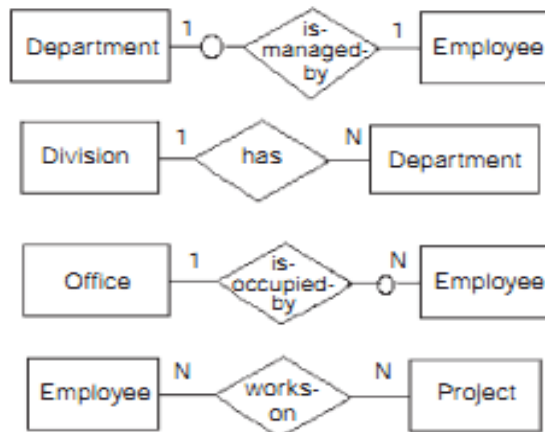 Department 1 is-managed-by 1 Employee
Division 1 has N Department
Office 1 is-occupied-by N Employee
Employee N works-on N Project